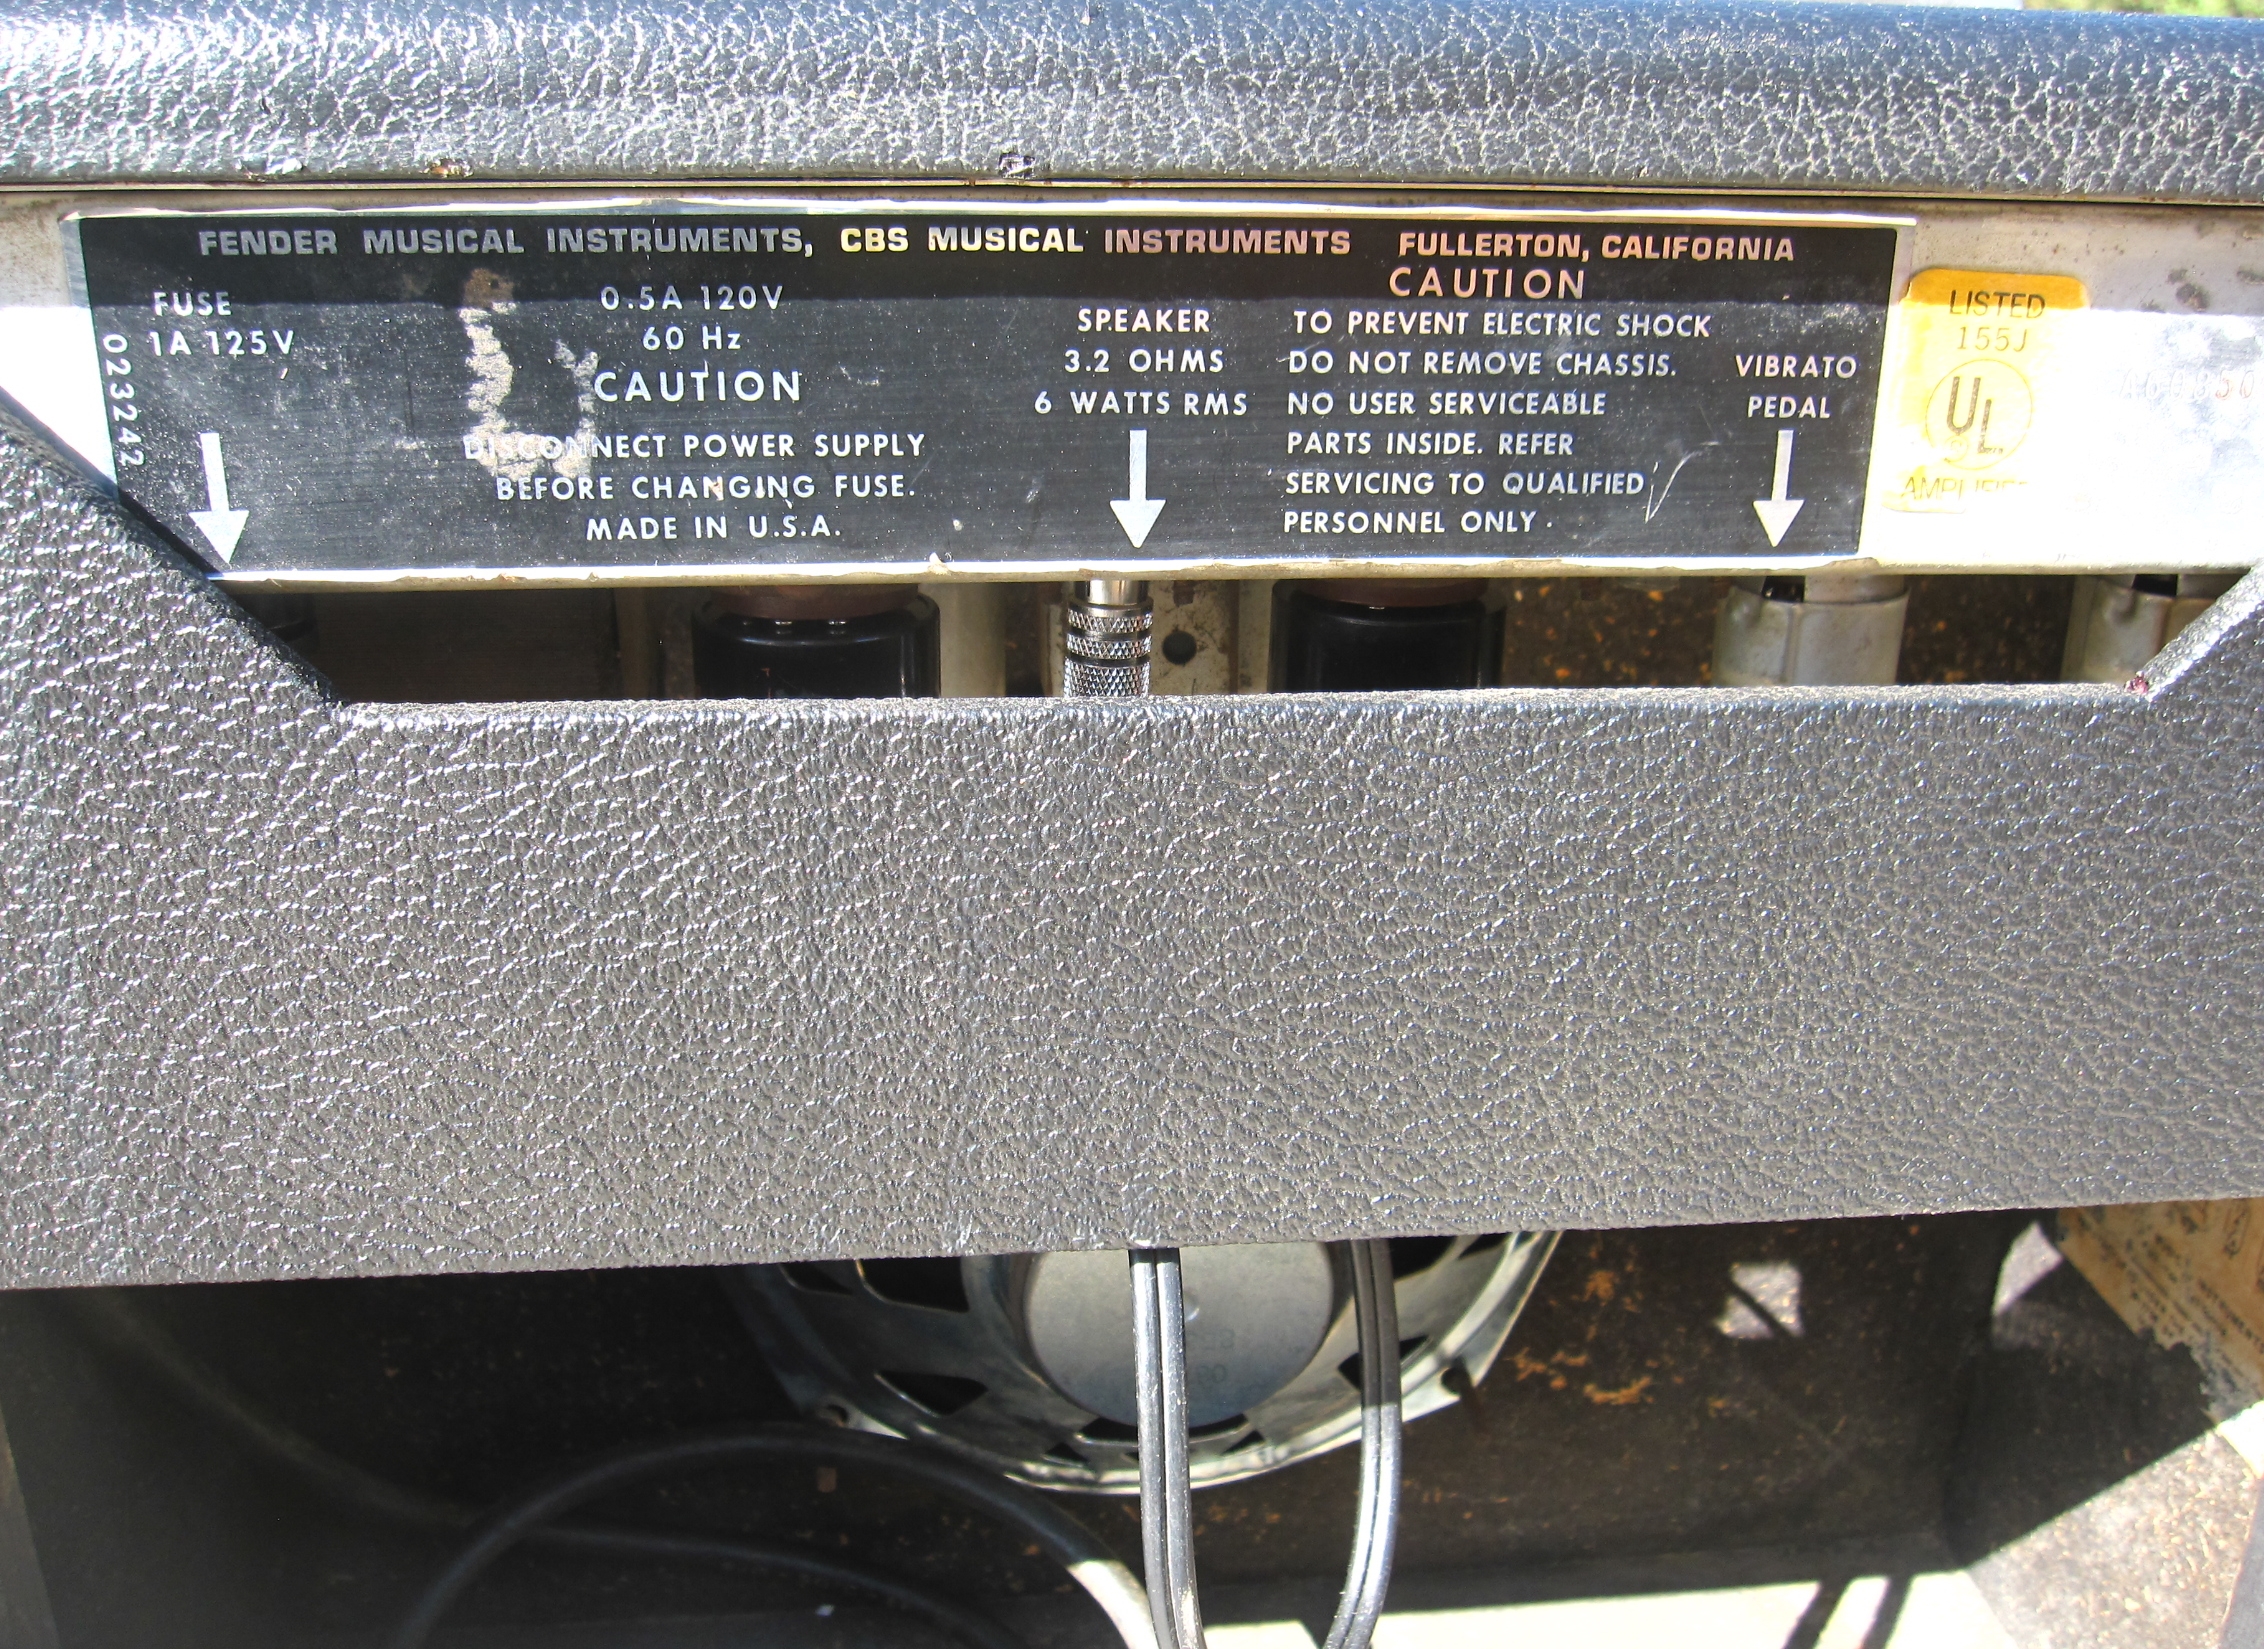 FENDER MUSICAL INSTRUMENTS, CBS MUSICAL INSTRUMENTS FULLERTON, CALIFORNIA
FUSE
1A 125V
023242
0.5A 120V
60 Hz
CAUTION
DISCONNECT POWER SUPPLY
BEFORE CHANGING FUSE.
MADE IN U.S.A.
SPEAKER
3.2 OHMS
6 WATTS RMS
CAUTION
TO PREVENT ELECTRIC SHOCK
DO NOT REMOVE CHASSIS.
NO USER SERVICEABLE
PARTS INSIDE. REFER
SERVICING TO QUALIFIED
PERSONNEL ONLY.
VIBRATO
PEDAL
LISTED
155J
UL
AMPLIFIER